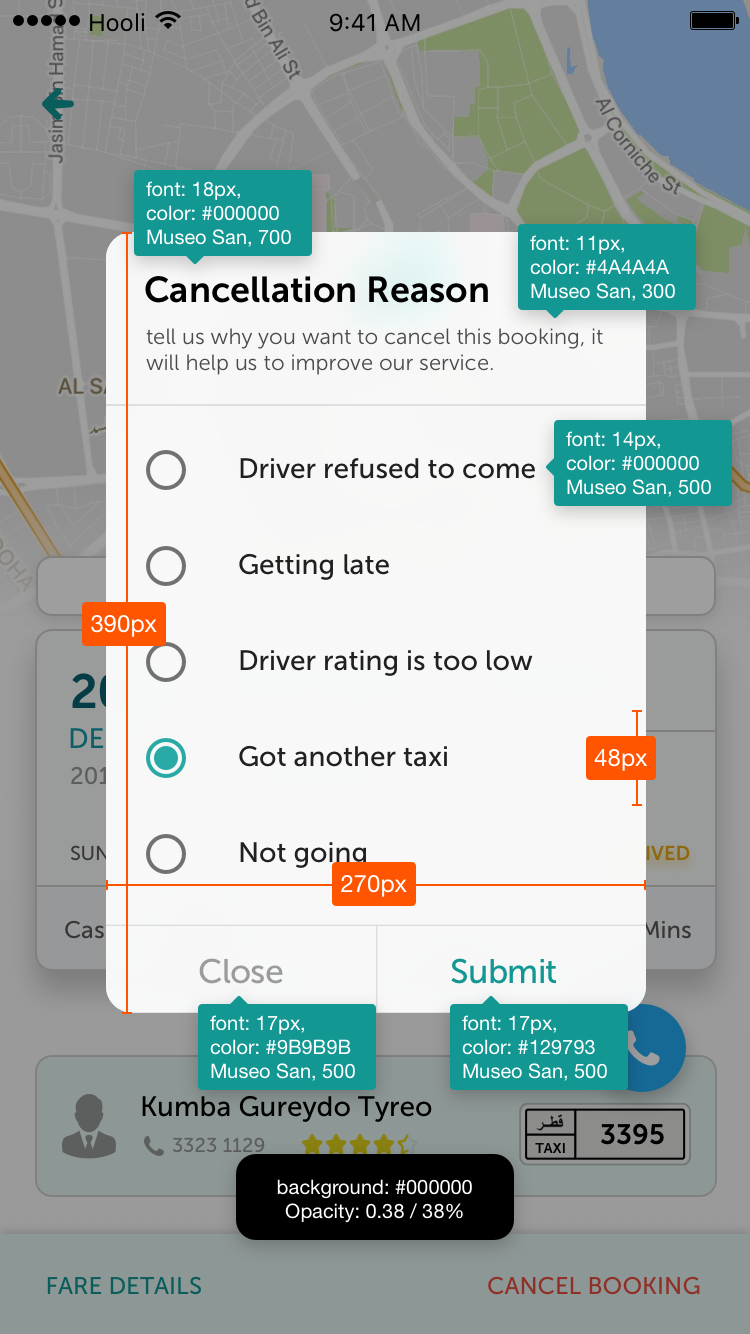 Hooli
9:41 AM
Jasim Bin Hamad S
d Bin Ali St
Al Corniche St
font: 18px,
color: #000000
Museo San, 700
font: 11px,
color: #4A4A4A
Museo San, 300
Cancellation Reason
tell us why you want to cancel this booking, it
will help us to improve our service.
AL SA
font: 14px,
color: #000000
Museo San, 500
Driver refused to come
DOHA
Getting late
390px
Driver rating is too low
20
DE
201
Got another taxi
48px
SUN
Not going
IVED
270px
Cas
Mins
Close
Submit
font: 17px,
color: #9B9B9B
Museo San, 500
font: 17px,
color: #129793
Museo San, 500
Kumba Gureydo Tyreo
3323 1129
قطر
TAXI
3395
background: #000000
Opacity: 0.38 / 38%
FARE DETAILS
CANCEL BOOKING